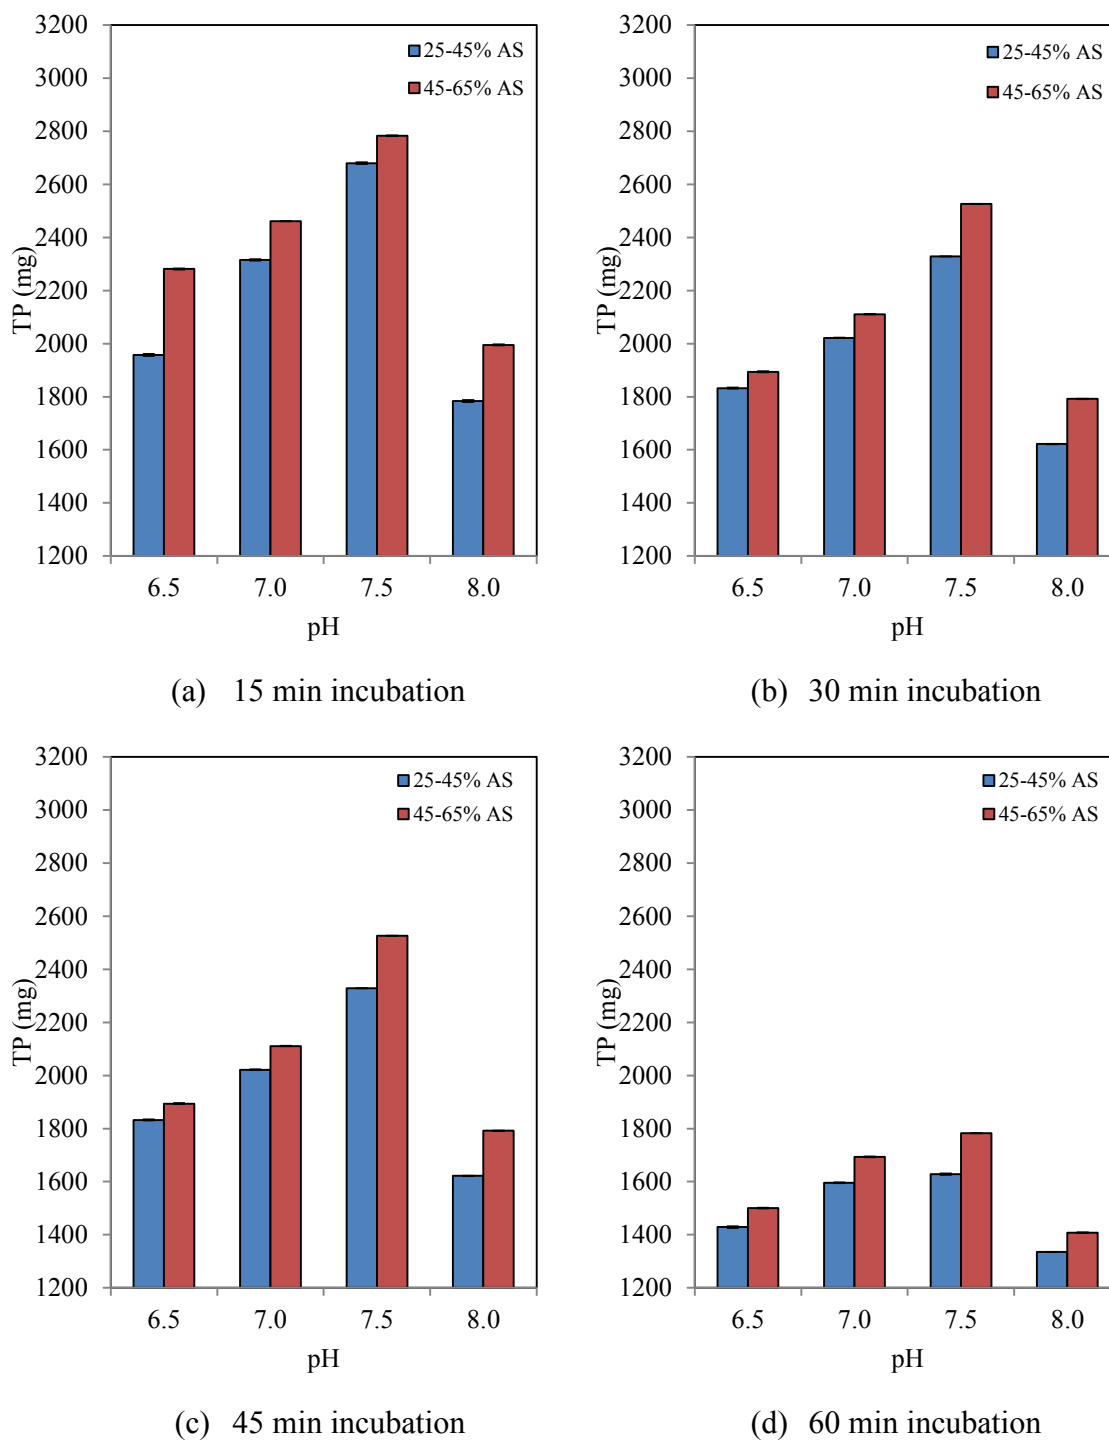 3200
3000
2800
2600
2400
2200
2000
1800
1600
1400
1200
TP (mg)
25-45% AS
45-65% AS
6.5 7.0 7.5 8.0
pH
(a) 15 min incubation
3200
3000
2800
2600
2400
2200
2000
1800
1600
1400
1200
TP (mg)
25-45% AS
45-65% AS
6.5 7.0 7.5 8.0
pH
(b) 30 min incubation
3200
3000
2800
2600
2400
2200
2000
1800
1600
1400
1200
TP (mg)
25-45% AS
45-65% AS
6.5 7.0 7.5 8.0
pH
(c) 45 min incubation
3200
3000
2800
2600
2400
2200
2000
1800
1600
1400
1200
TP (mg)
25-45% AS
45-65% AS
6.5 7.0 7.5 8.0
pH
(d) 60 min incubation